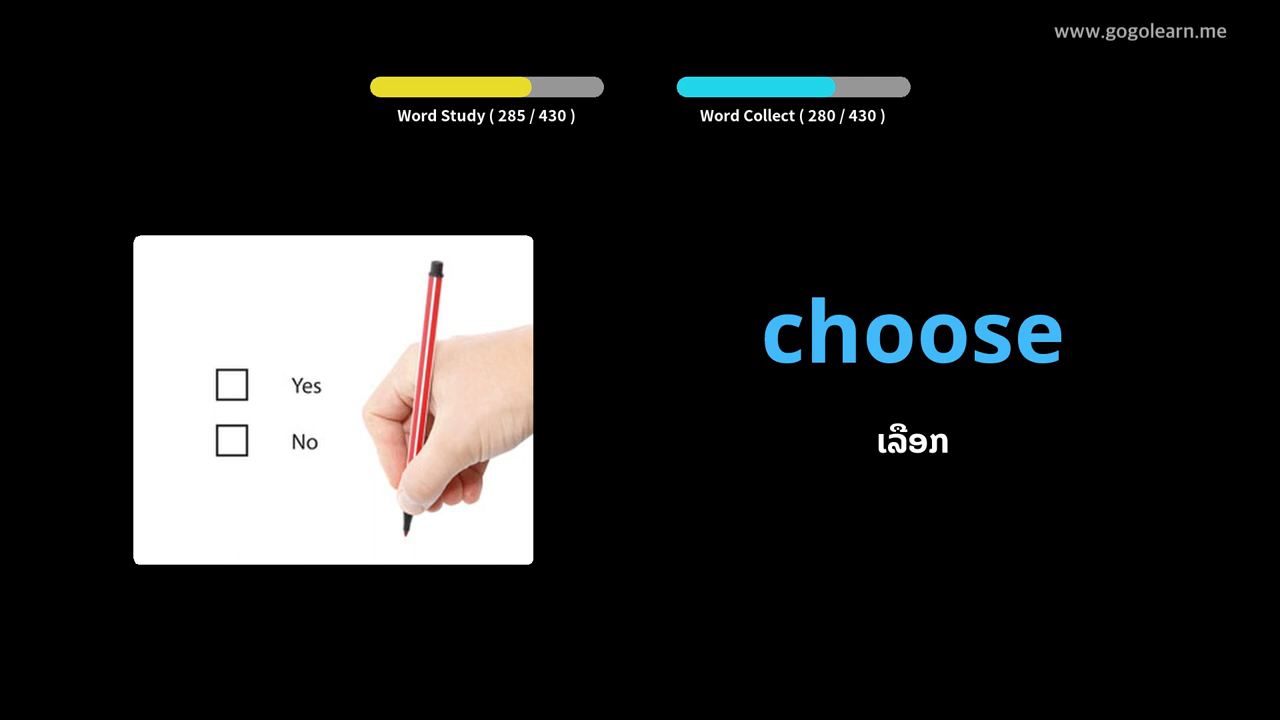 www.gogolearn.me
Word Study ( 285 / 430 )
Word Collect ( 280 / 430 )
Yes
No
choose
ເລືອກ